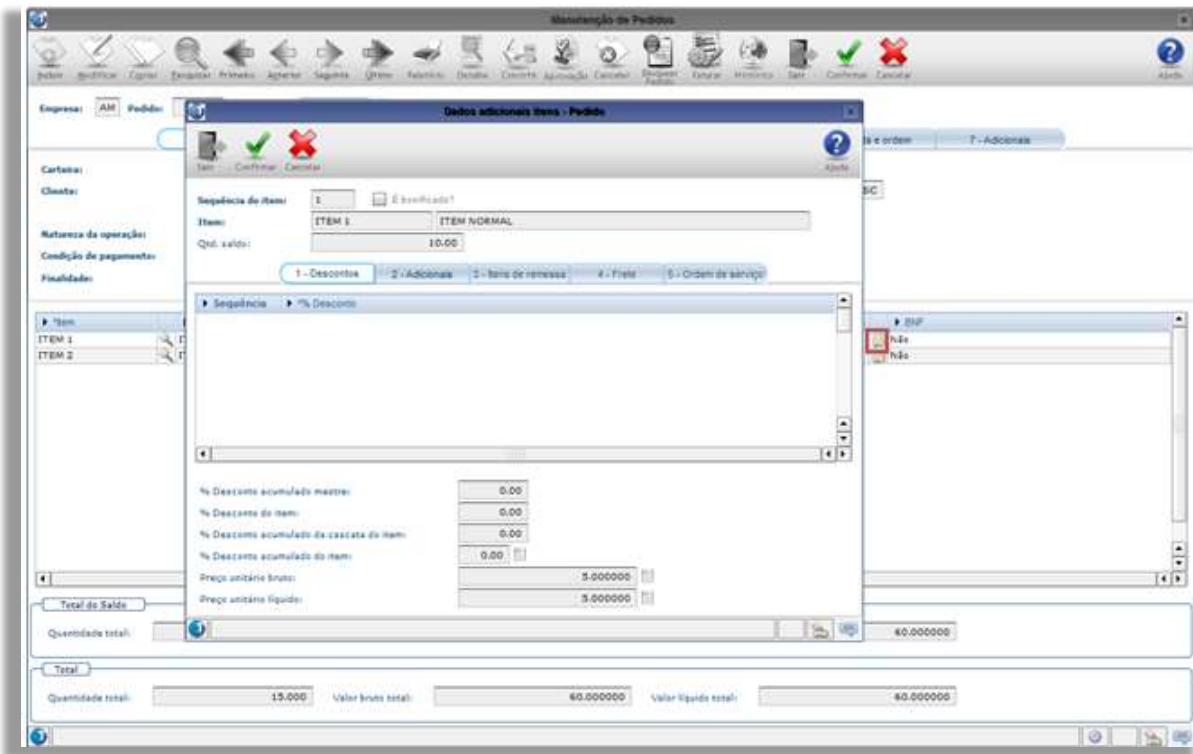 Manutenção de Pedidos
Incluir Modificar Copiar Pesquisar Primeiro Anterior Seguinte Último Relatório Detalhe Aprovação Cancelar Bloquear Pedido Faturar Histórico Sair Confirmar Cancelar Ajuda
Empresa: AM Pedido:
Dados adicionais itens - Pedido
e ordem 7 - Adicionais
Sair Confirmar Cancelar Ajuda
Carteira:
Cliente:
SC
Sequência do item: 1 É bonificado?
Item: ITEM 1 ITEM NORMAL
Natureza da operação:
Qtd. saldo: 10.00
Condição de pagamento:
Finalidade:
1 - Descontos 2 - Adicionais 3 - Itens de remessa 4 - Frete 5 - Ordem de serviço
Sequência *% Desconto
*Item BNF
ITEM 1 Não
ITEM 2 Não
% Desconto acumulado mestre: 0.00
% Desconto do item: 0.00
% Desconto acumulado da cascata do item: 0.00
% Desconto acumulado do item: 0.00
Preço unitário bruto: 5.000000
Preço unitário líquido: 5.000000
Total do Saldo
Quantidade total: 60.000000
Total
Quantidade total: 15.000 Valor bruto total: 60.000000 Valor líquido total: 60.000000